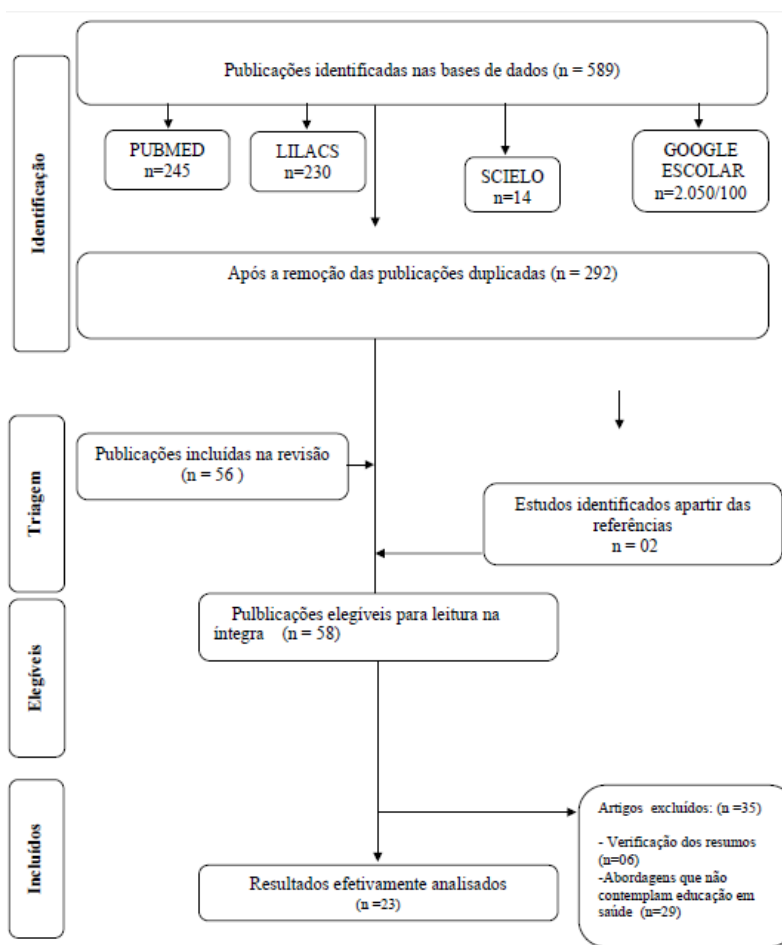 Identificação
Publicações identificadas nas bases de dados (n = 589)
PUBMED
n=245
LILACS
n=230
SCIELO
n=14
GOOGLE
ESCOLAR
n=2.050/100
Após a remoção das publicações duplicadas (n = 292)
Triagem
Publicações incluídas na revisão
(n = 56 )
Estudos identificados apartir das
referências
n = 02
Elegíveis
Pulblicações elegíveis para leitura na
íntegra (n = 58)
Incluídos
Artigos excluídos: (n =35)
- Verificação dos resumos
(n=06)
-Abordagens que não
contemplam educação em
saúde (n=29)
Resultados efetivamente analisados
(n =23)